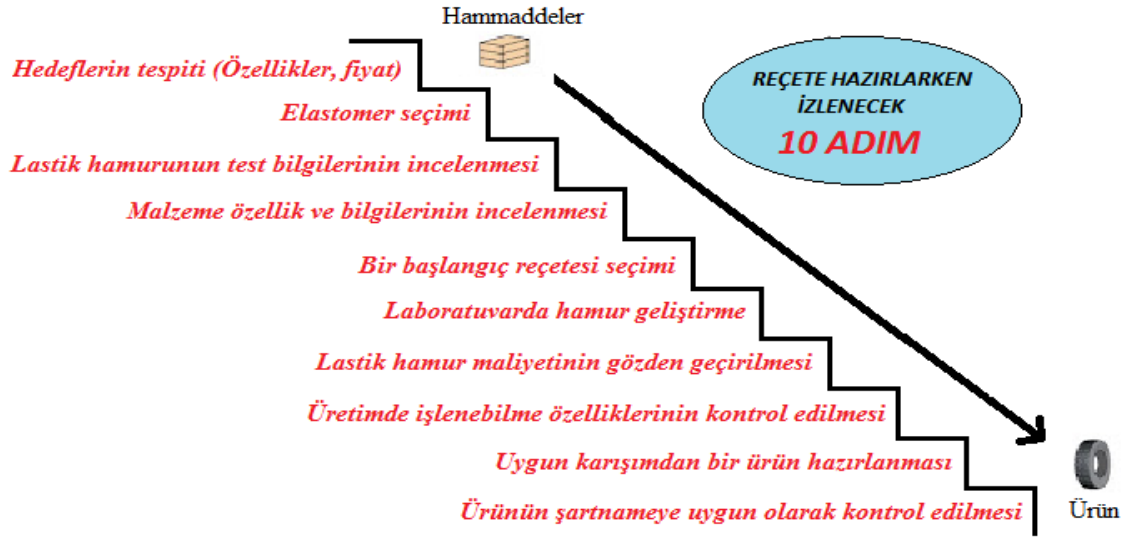 Hammaddeler
REÇETE HAZIRLARKEN
İZLENECEK
10 ADIM
Hedeflerin tespiti (Özellikler, fiyat)
Elastomer seçimi
Lastik hamurunun test bilgilerinin incelenmesi
Malzeme özellik ve bilgilerinin incelenmesi
Bir başlangıç reçetesi seçimi
Laboratuvarda hamur geliştirme
Lastik hamur maliyetinin gözden geçirilmesi
Üretimde işlenebilme özelliklerinin kontrol edilmesi
Uygun karışımdan bir ürün hazırlanması
Ürünün şartnameye uygun olarak kontrol edilmesi
Ürün